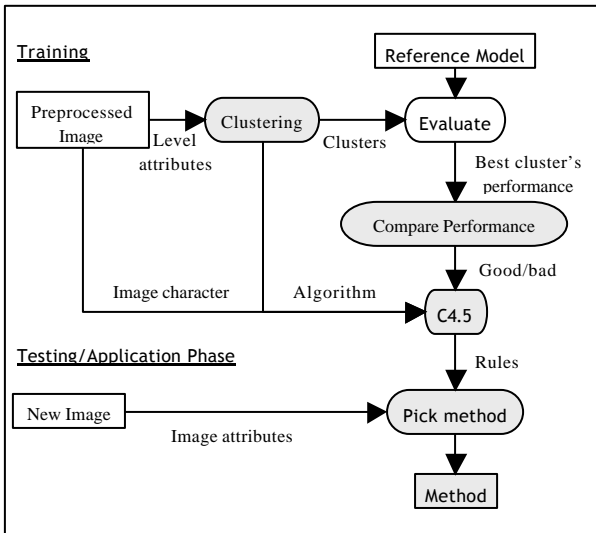 Training
Reference Model
Preprocessed
Image
Clustering
Evaluate
Level
attributes
Clusters
Best cluster's
performance
Compare Performance
Good/bad
Image character
Algorithm
C4.5
Testing/Application Phase
Rules
New Image
Pick method
Image attributes
Method